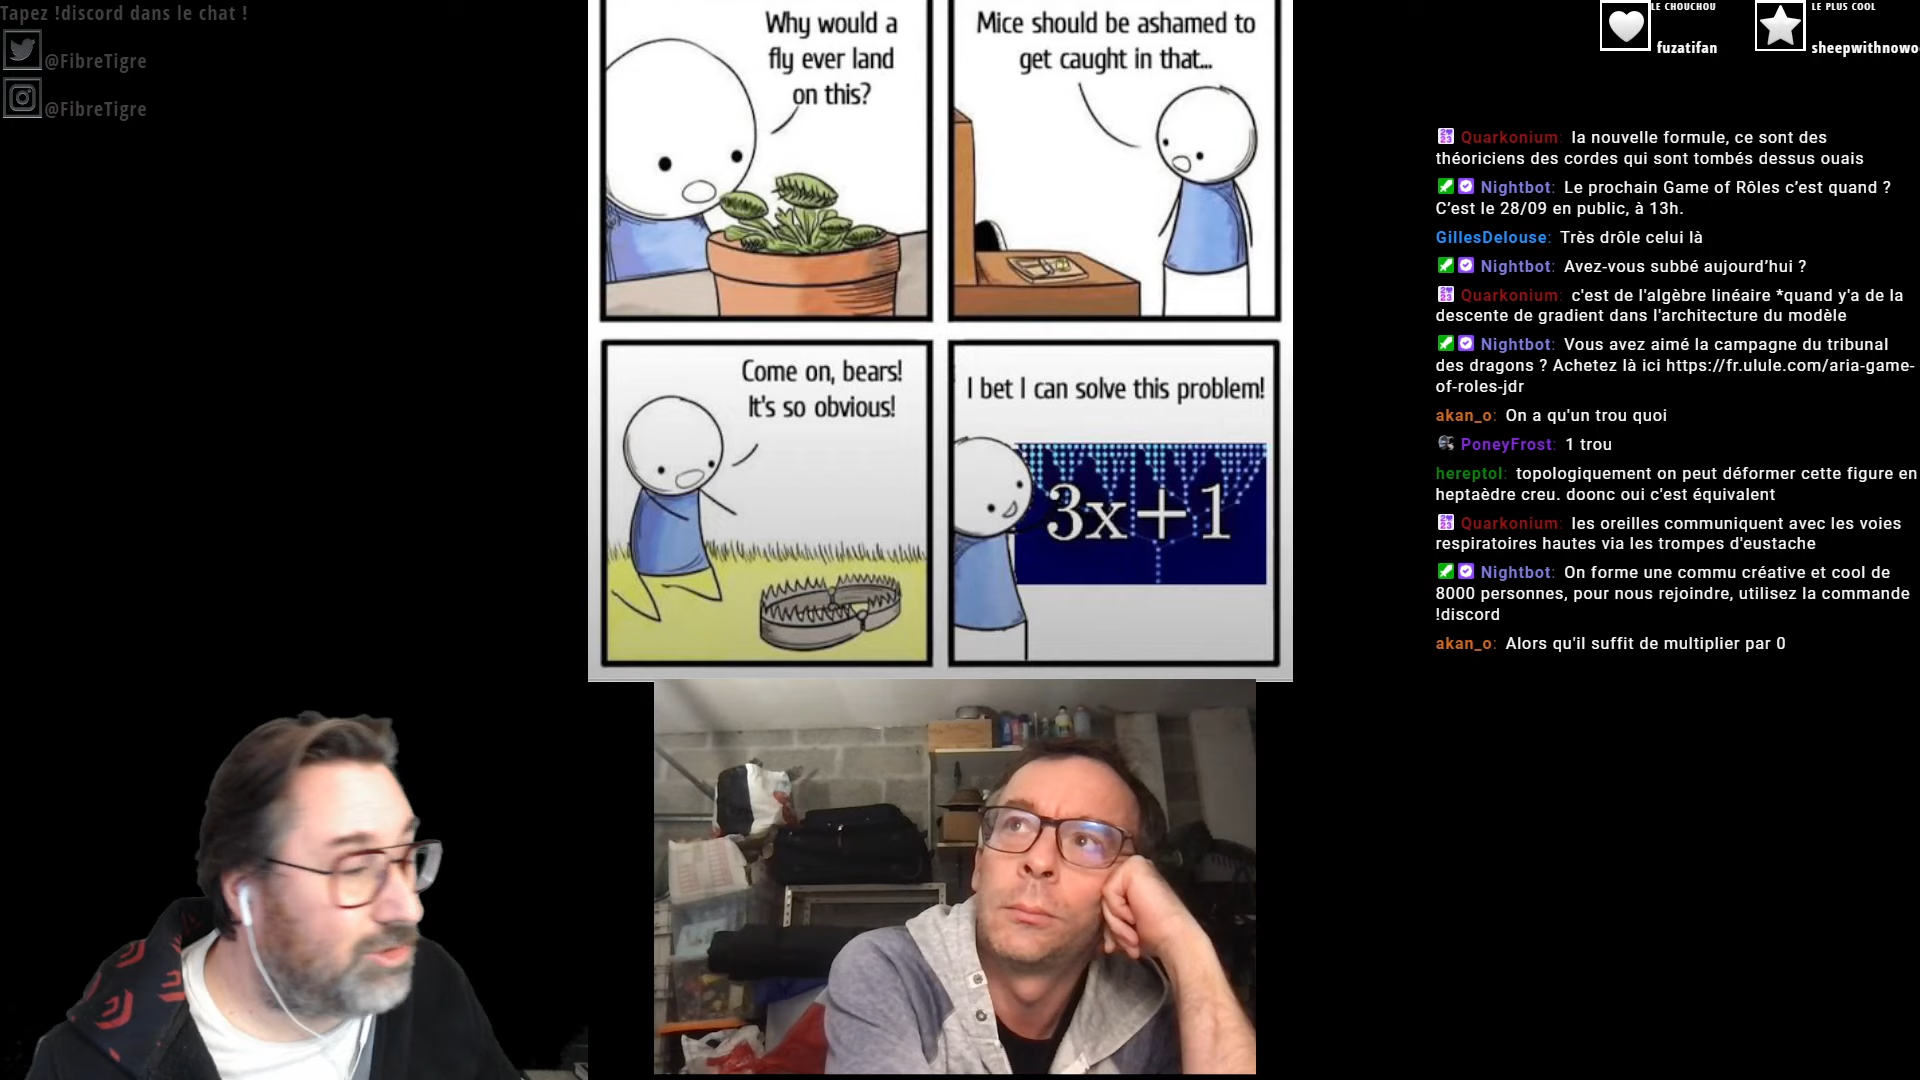 Tapez !discord dans le chat !
@FibreTigre
@FibreTigre
Why would a
fly ever land
on this?
Mice should be ashamed to
get caught in that...
Come on, bears!
It's so obvious!
I bet I can solve this problem!
3x+1
LE CHOUCHOU
fuzatifan
LE PLUS COOL
sheepwithnowoo
Quarkonium: la nouvelle formule, ce sont des
théoriciens des cordes qui sont tombés dessus ouais
Nightbot: Le prochain Game of Rôles c’est quand ?
C’est le 28/09 en public, à 13h.
GillesDelouse: Très drôle celui là
Nightbot: Avez-vous subbé aujourd’hui ?
Quarkonium: c'est de l'algèbre linéaire *quand y'a de la
descente de gradient dans l'architecture du modèle
Nightbot: Vous avez aimé la campagne du tribunal
des dragons ? Achetez là ici https://fr.ulule.com/aria-game-
of-roles-jdr
akan_o: On a qu'un trou quoi
PoneyFrost: 1 trou
hereptol: topologiquement on peut déformer cette figure en
heptaèdre creu. doonc oui c'est équivalent
Quarkonium: les oreilles communiquent avec les voies
respiratoires hautes via les trompes d'eustache
Nightbot: On forme une commu créative et cool de
8000 personnes, pour nous rejoindre, utilisez la commande
!discord
akan_o: Alors qu'il suffit de multiplier par 0